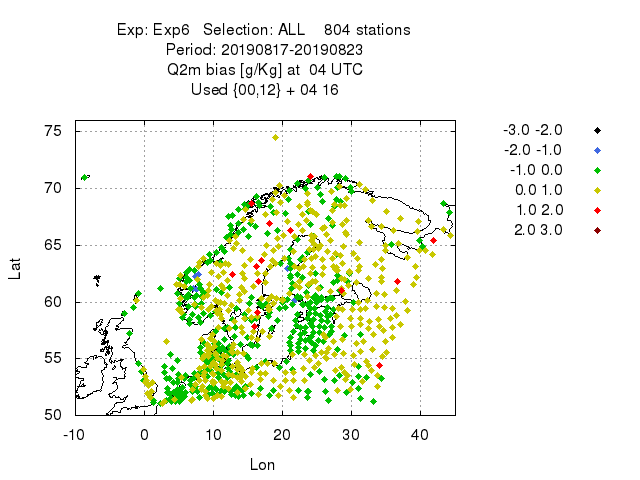 Exp: Exp6 Selection: ALL 804 stations
Period: 20190817-20190823
Q2m bias [g/Kg] at 04 UTC
Used {00,12} + 04 16
75
70
65
60
55
50
Lat
-10 0 10 20 30 40
Lon
-3.0 -2.0
-2.0 -1.0
-1.0 0.0
0.0 1.0
1.0 2.0
2.0 3.0